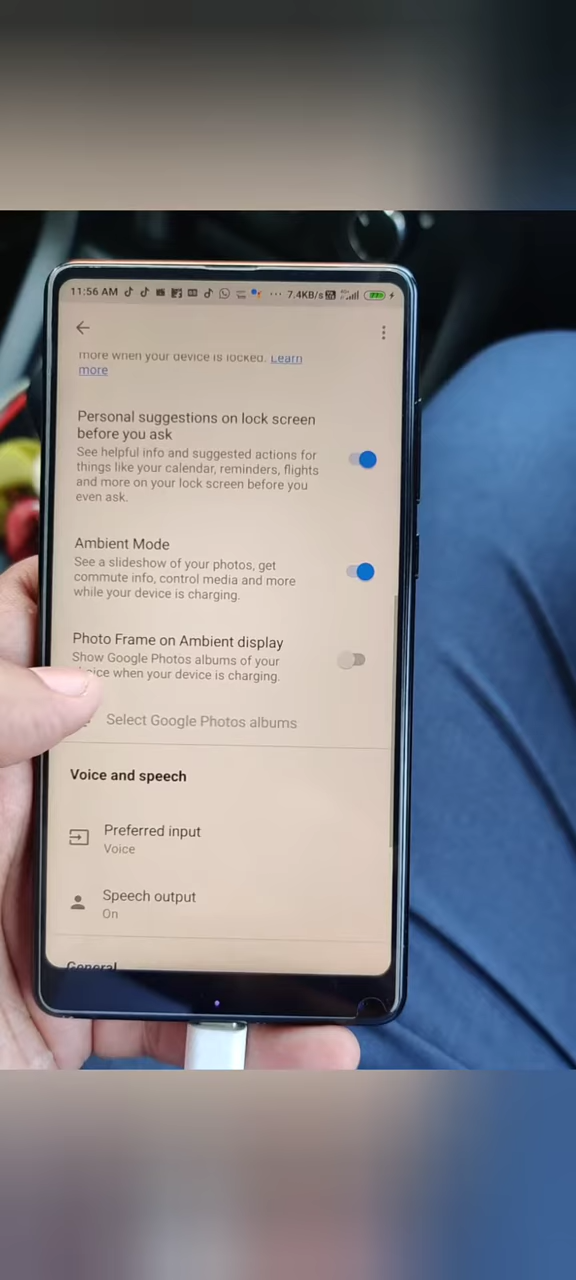 11:56 AM
7.4KB/s
more when your device is locked. Learn
more
Personal suggestions on lock screen
before you ask
See helpful info and suggested actions for
things like your calendar, reminders, flights
and more on your lock screen before you
even ask.
Ambient Mode
See a slideshow of your photos, get
commute info, control media and more
while your device is charging.
Photo Frame on Ambient display
Show Google Photos albums of your
when your device is charging.
Select Google Photos albums
Voice and speech
Preferred input
Voice
Speech output
On
General